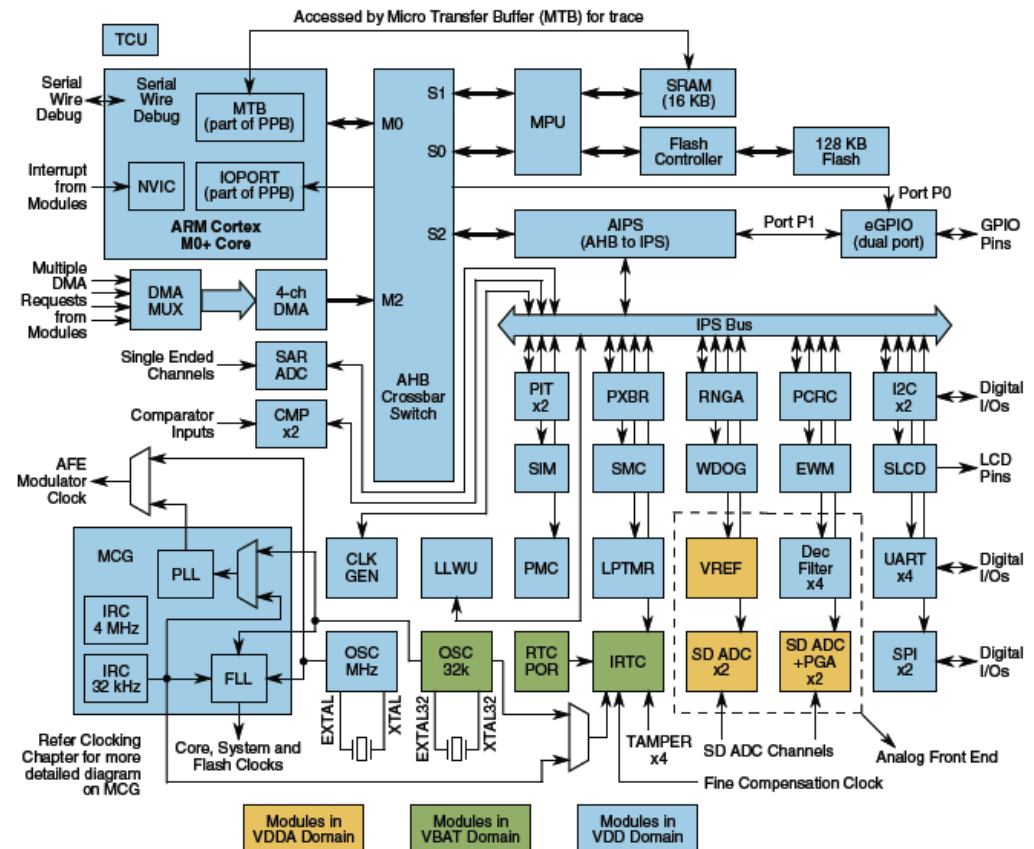 Accessed by Micro Transfer Buffer (MTB) for trace
TCU
Serial
Wire
Debug
Serial
Wire
Debug
MTB
(part of PPB)
Interrupt
from
Modules
NVIC
IOPORT
(part of PPB)
ARM Cortex
M0+ Core
M0
S1
S0
S2
M2
AHB
Crossbar
Switch
MPU
SRAM
(16 KB)
Flash
Controller
128 KB
Flash
Port P0
AIPS
(AHB to IPS)
Port P1
eGPIO
(dual port)
GPIO
Pins
Multiple
DMA
Requests
from
Modules
DMA
MUX
4-ch
DMA
IPS Bus
Single Ended
Channels
SAR
ADC
Comparator
Inputs
CMP
x2
PIT
x2
PXBR
RNGA
PCRC
I2C
x2
Digital
I/Os
SIM
SMC
WDOG
EWM
SLCD
LCD
Pins
AFE
Modulator
Clock
MCG
PLL
IRC
4 MHz
IRC
32 kHz
FLL
CLK
GEN
LLWU
PMC
LPTMR
VREF
Dec
Filter
x4
UART
x4
Digital
I/Os
OSC
MHz
OSC
32k
RTC
POR
IRTC
SD ADC
x2
SD ADC
+PGA
x2
SPI
x2
Digital
I/Os
EXTAL
XTAL
EXTAL32
XTAL32
Refer Clocking
Chapter for more
detailed diagram
on MCG
Core, System and
Flash Clocks
TAMPER
x4
SD ADC Channels
Analog Front End
Fine Compensation Clock
Modules in
VDDA Domain
Modules in
VBAT Domain
Modules in
VDD Domain